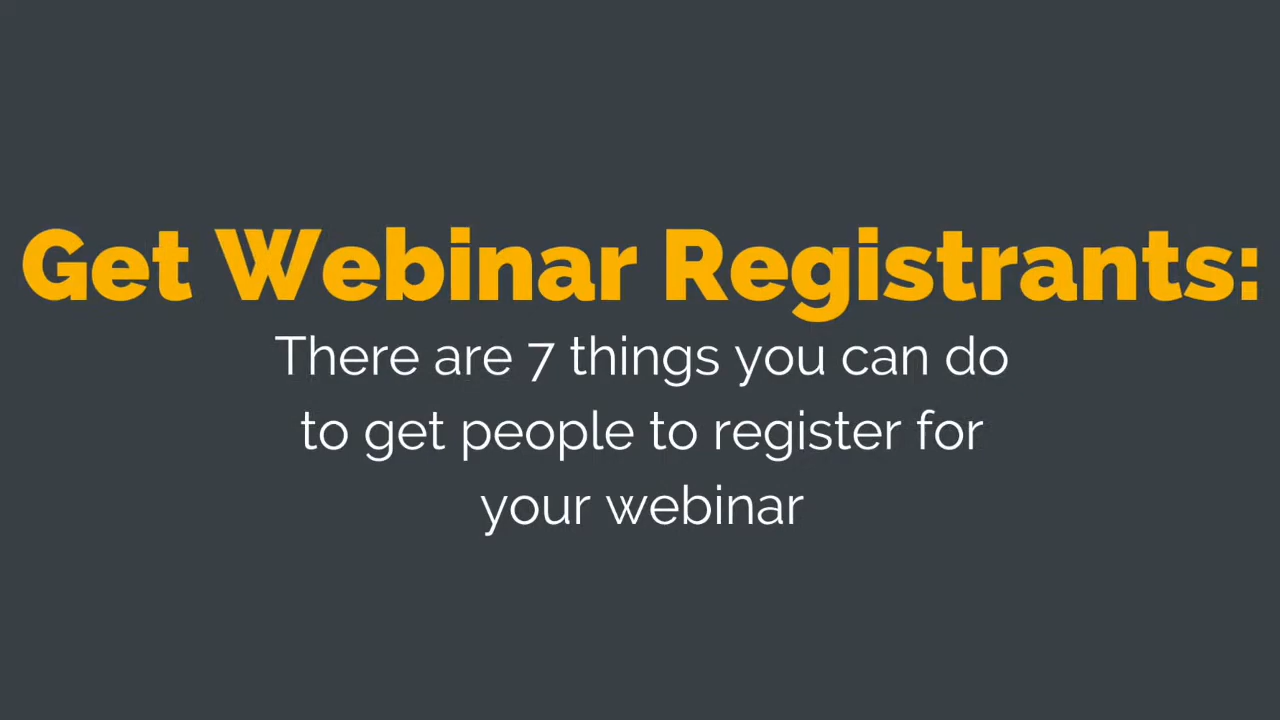 Get Webinar Registrants:
There are 7 things you can do
to get people to register for
your webinar